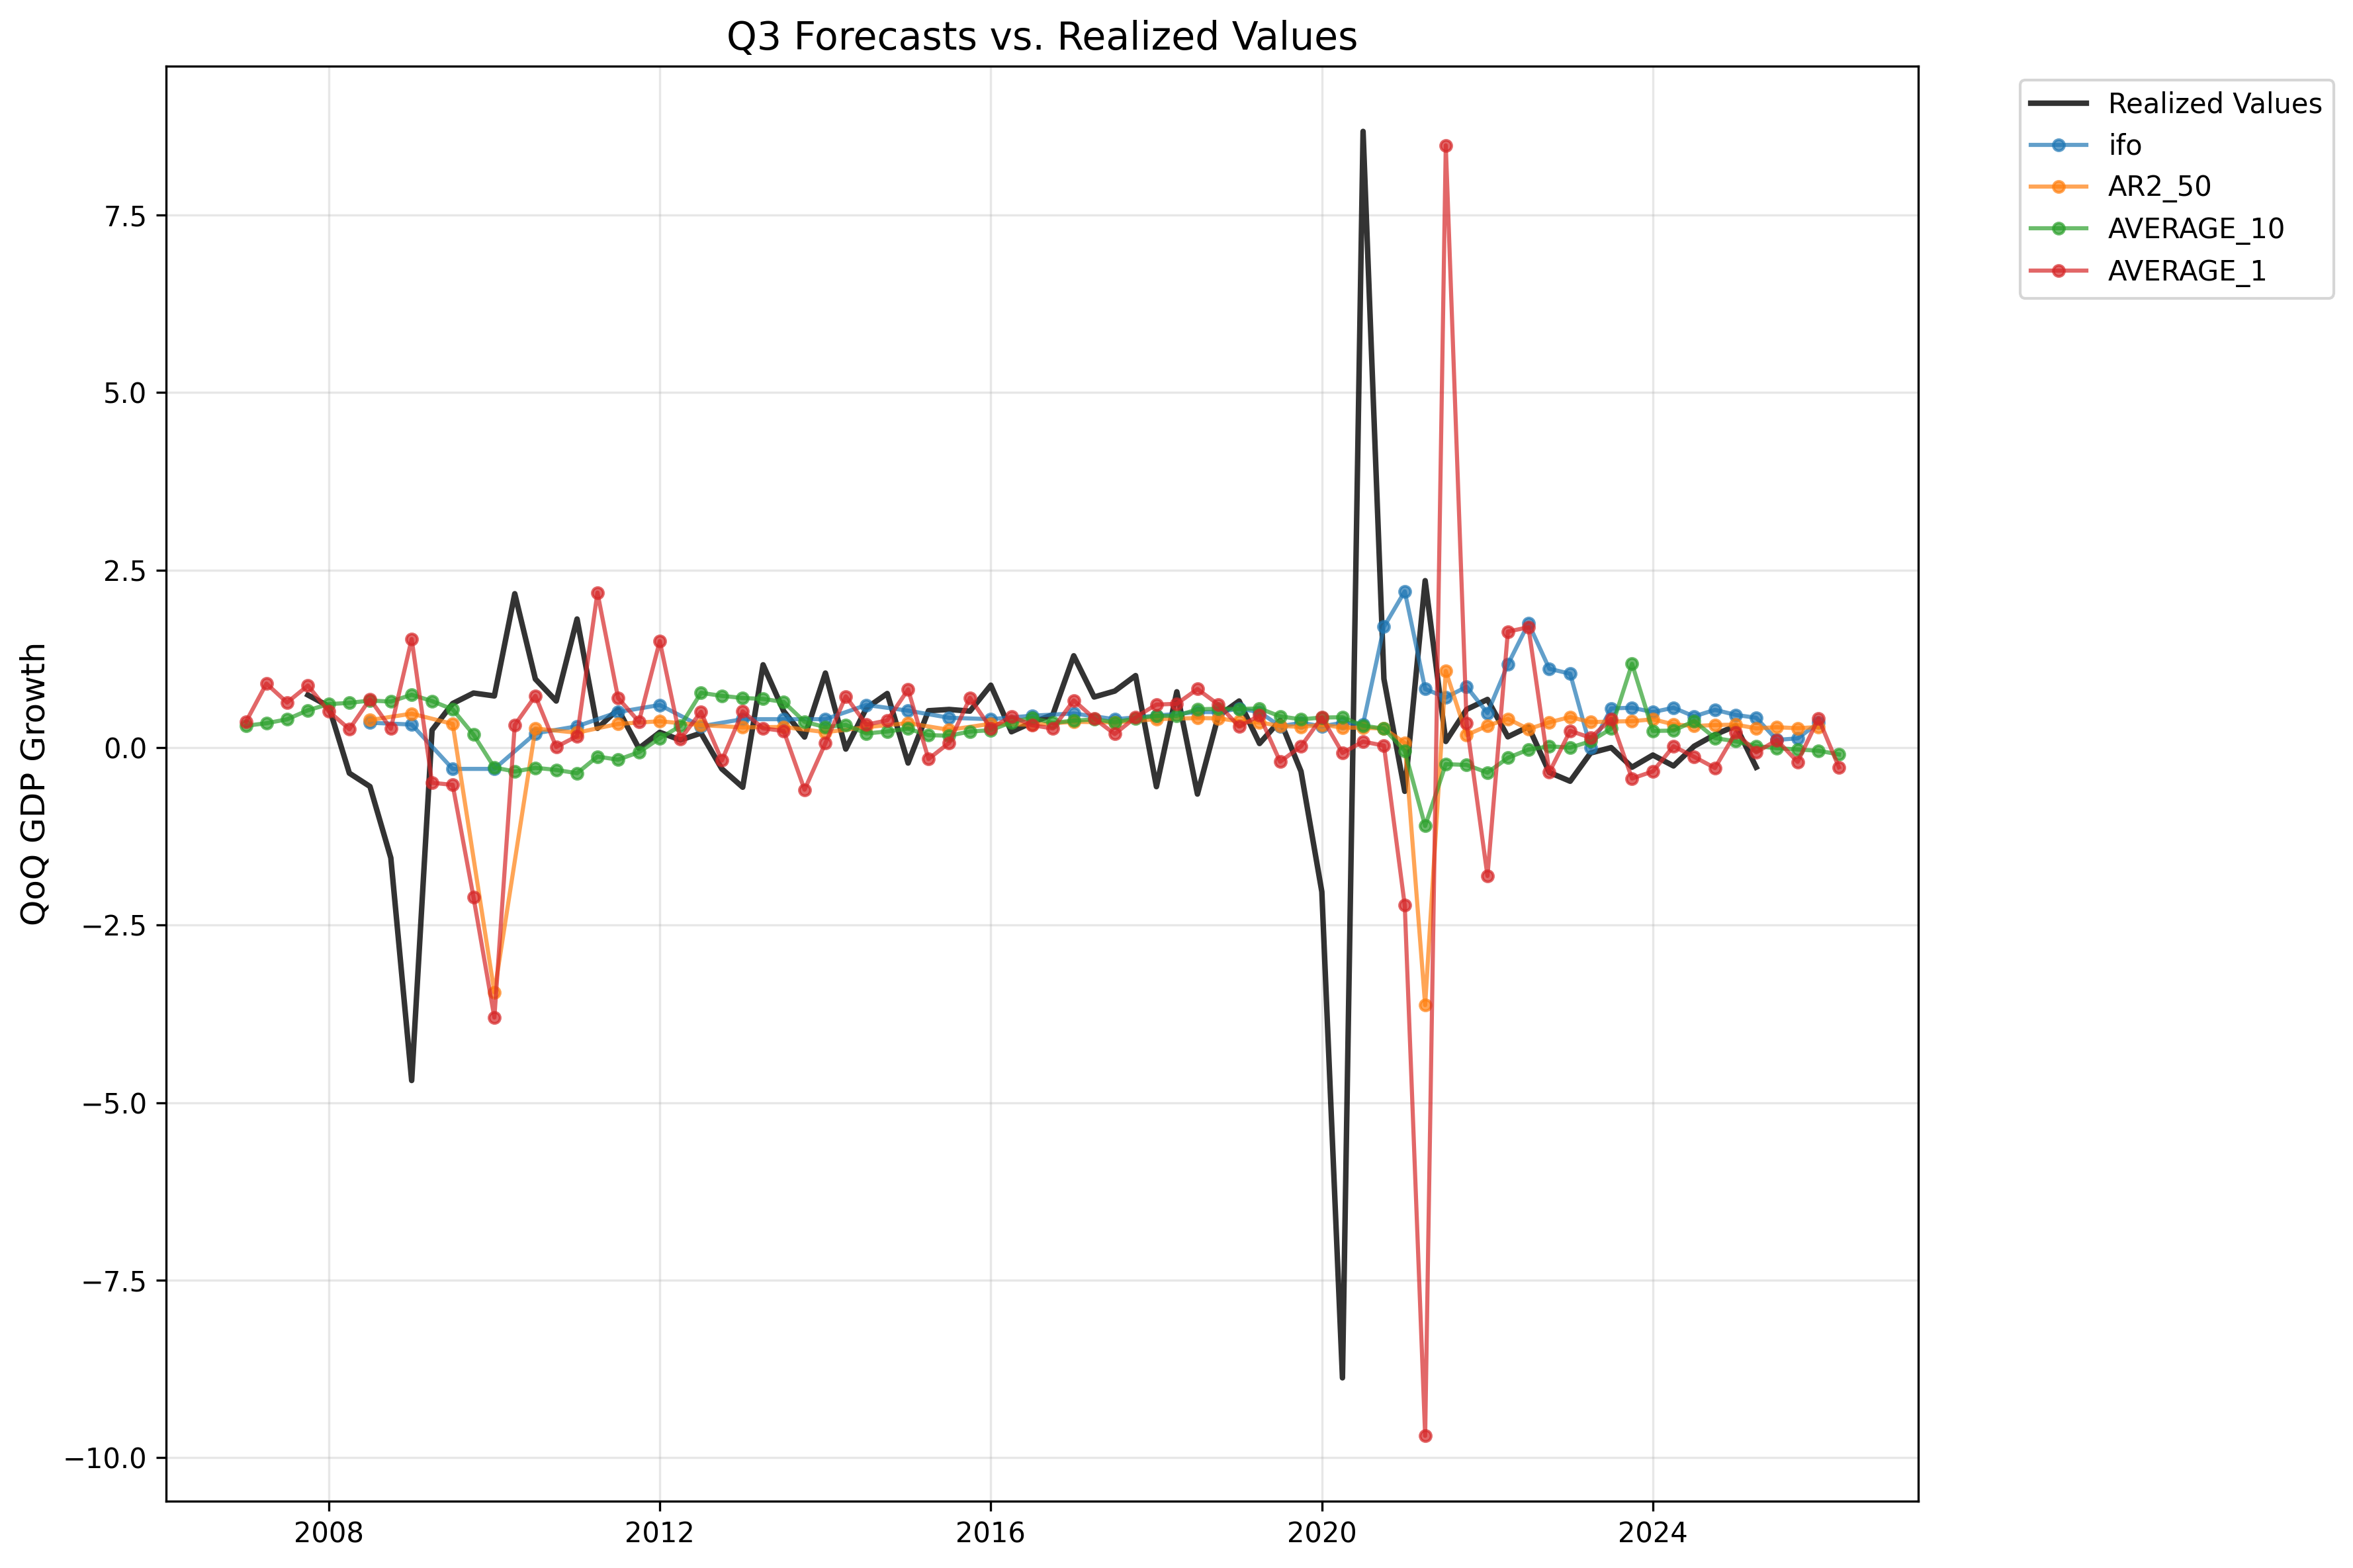 Q3 Forecasts vs. Realized Values
QoQ GDP Growth
7.5
5.0
2.5
0.0
−2.5
−5.0
−7.5
−10.0
2008
2012
2016
2020
2024
Realized Values
ifo
AR2_50
AVERAGE_10
AVERAGE_1